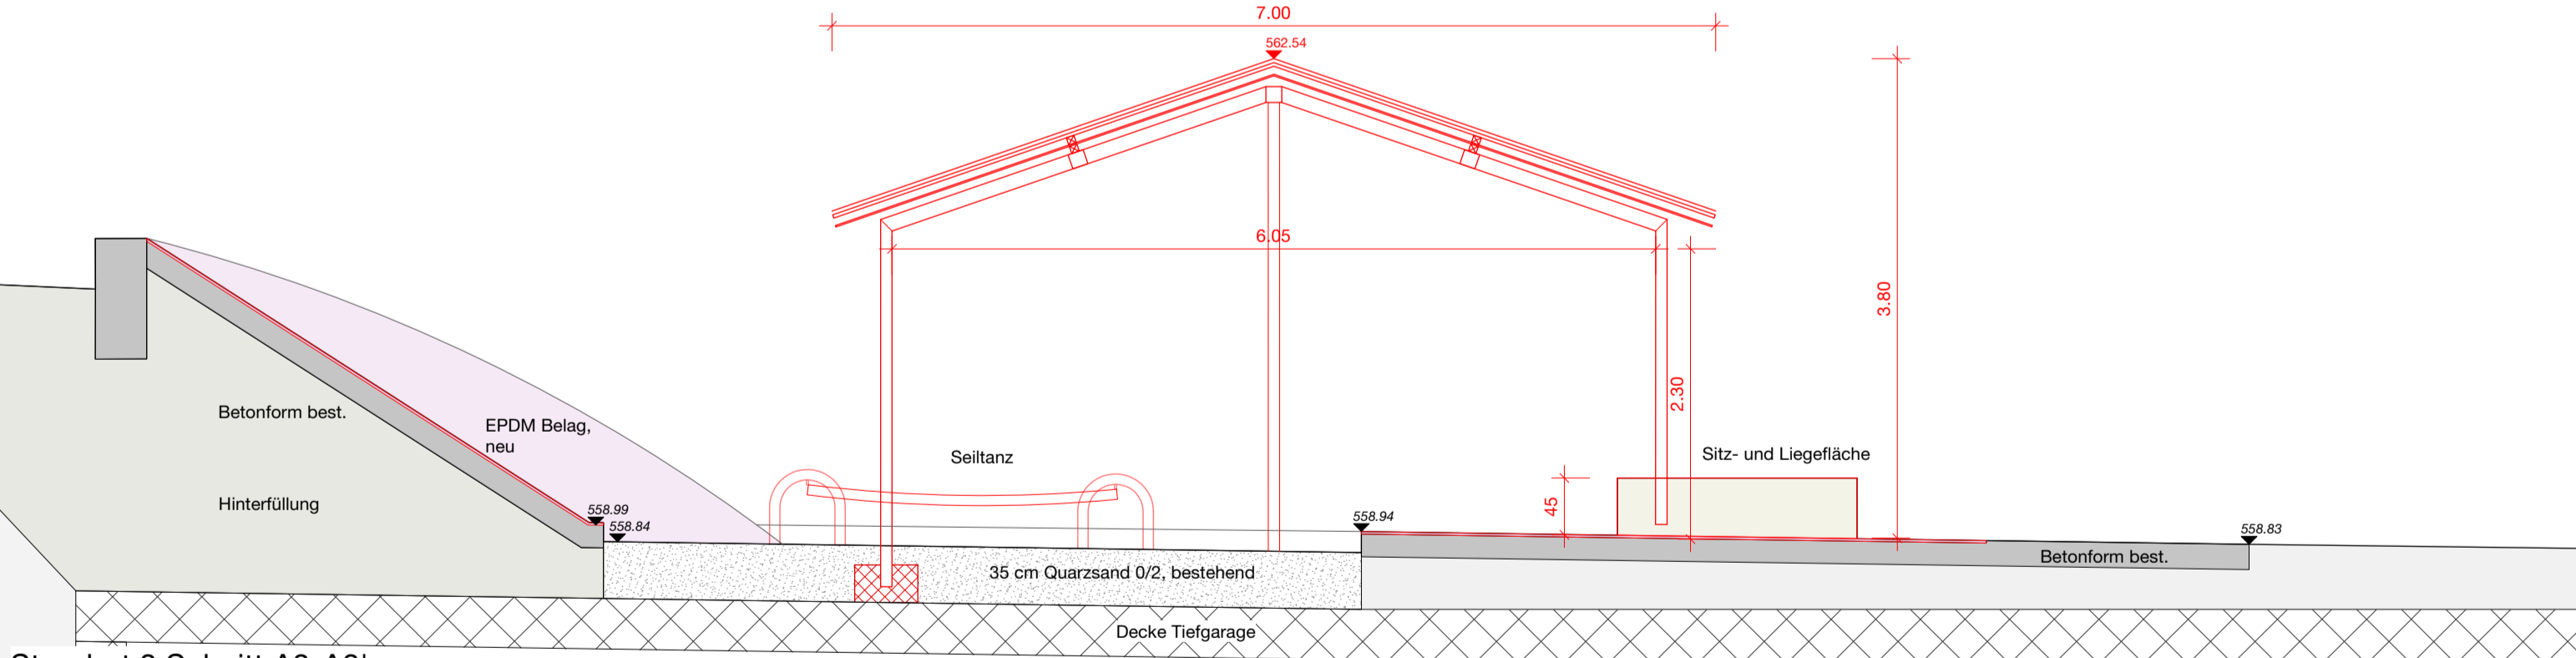 7.00
562.54
6.05
3.80
2.30
Betonform best.
EPDM Belag,
neu
Seiltanz
Sitz- und Liegefläche
Hinterfüllung
45
558.99
558.84
558.94
558.83
Betonform best.
35 cm Quarzsand 0/2, bestehend
Decke Tiefgarage